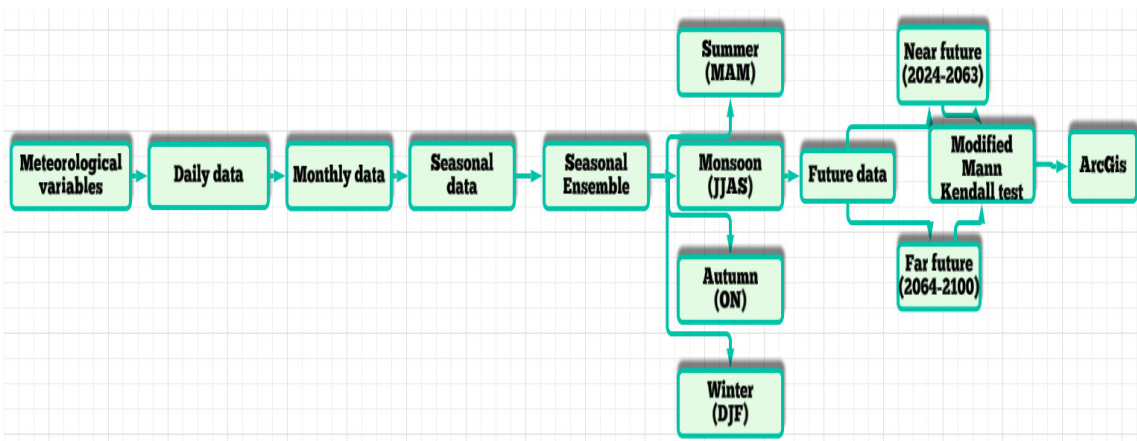 Meteorological
variables
Daily data
Monthly data
Seasonal
data
Seasonal
Ensemble
Summer
(MAM)
Monsoon
(JJAS)
Autumn
(ON)
Winter
(DJF)
Future data
Near future
(2024-2063)
Far future
(2064-2100)
Modified
Mann
Kendall test
ArcGis